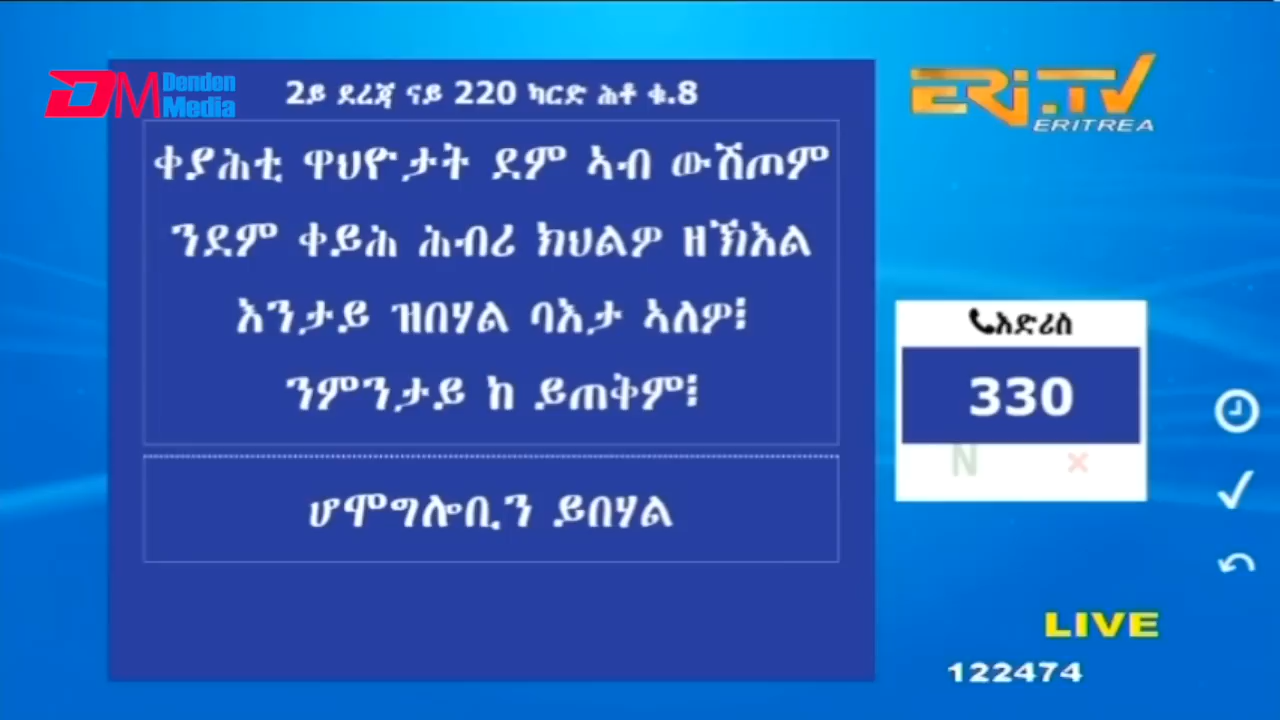 DM Dendon Media
ERi.TV
ERITREA
2ይ ደረጃ ናይ 220 ካርድ ሕቶ ቁ.8
ቀያሕቲ ዋህዮታት ደም ኣብ ውሽጦም
ንደም ቀይሕ ሕብሪ ክህልዎ ዘኽእል
እንታይ ዝበሃል ባእታ ኣለዎ፧
ንምንታይ ከ ይጠቅም፧
ሆሞግሎቢን ይበሃል
እድሪስ
330
N ×
LIVE
122474